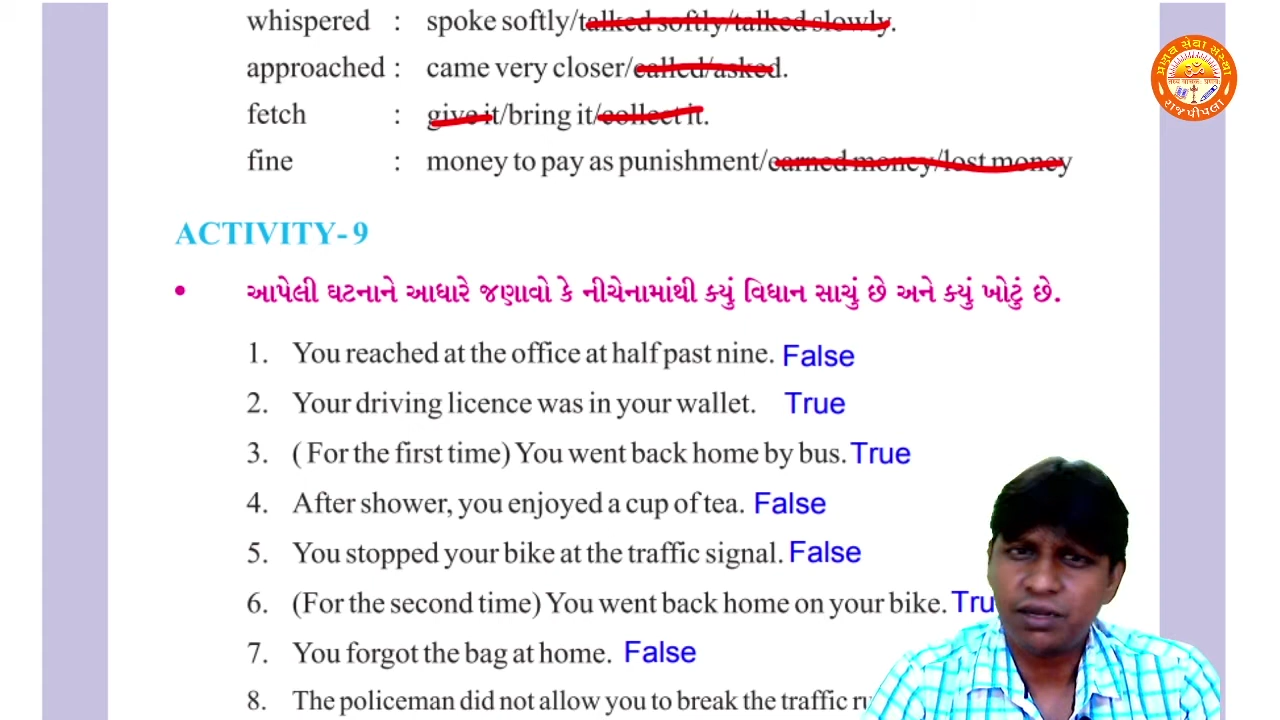 whispered : spoke softly/talked softly/talked slowly.
approached : came very closer/called/asked.
fetch : give it/bring it/collect it.
fine : money to pay as punishment/earned money/lost money
પ્રણવ સેવા સંસ્થા
રાજપીપલા
ACTIVITY- 9
• આપેલી ઘટનાને આધારે જણાવો કે નીચેનામાંથી ક્યું વિધાન સાચું છે અને ક્યું ખોટું છે.
1. You reached at the office at half past nine. False
2. Your driving licence was in your wallet. True
3. ( For the first time) You went back home by bus. True
4. After shower, you enjoyed a cup of tea. False
5. You stopped your bike at the traffic signal. False
6. (For the second time) You went back home on your bike. Tru
7. You forgot the bag at home. False
8. The policeman did not allow you to break the traffic ru